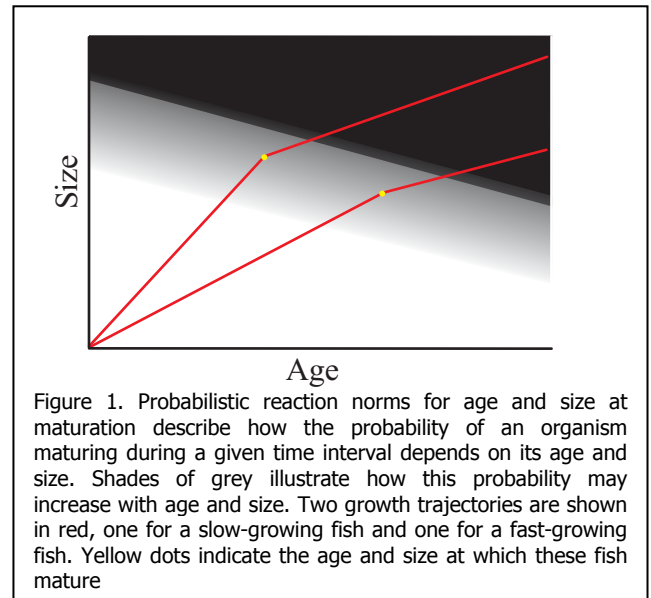 Size
Age
Figure 1. Probabilistic reaction norms for age and size at
maturation describe how the probability of an organism
maturing during a given time interval depends on its age and
size. Shades of grey illustrate how this probability may
increase with age and size. Two growth trajectories are shown
in red, one for a slow-growing fish and one for a fast-growing
fish. Yellow dots indicate the age and size at which these fish
mature